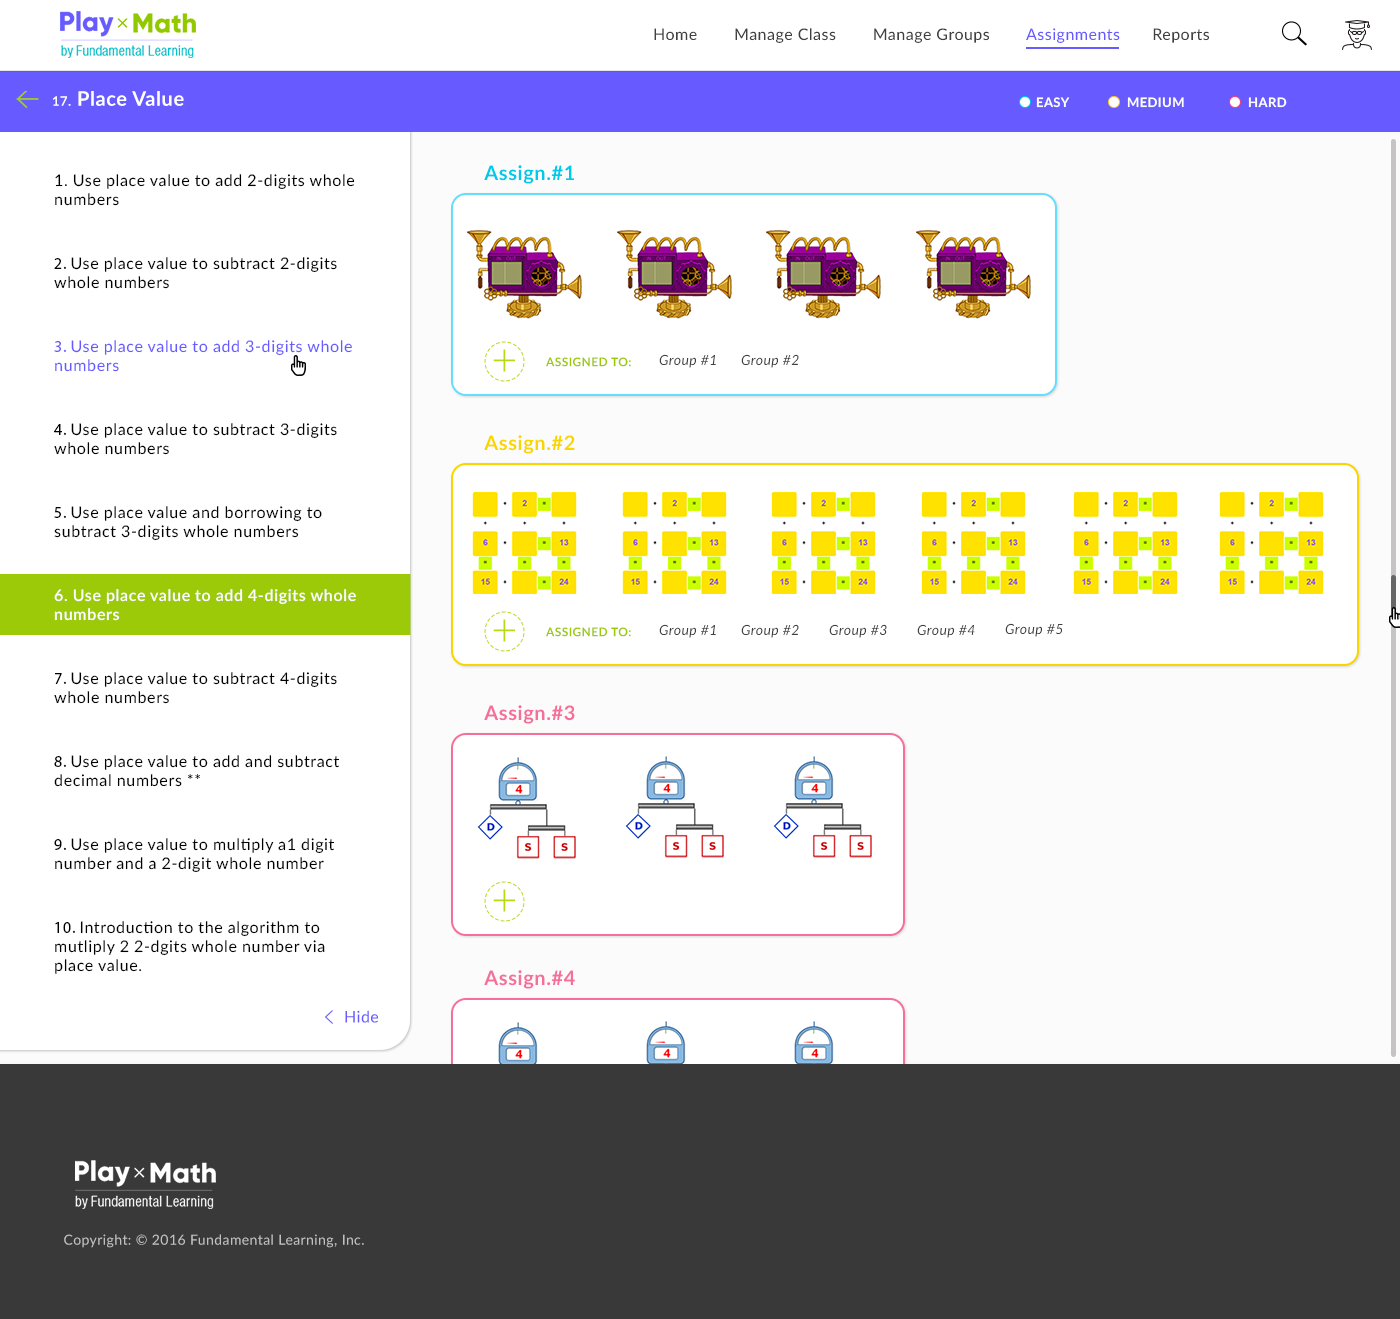 Play × Math
by Fundamental Learning
Home Manage Class Manage Groups Assignments Reports
17. Place Value
EASY MEDIUM HARD
1. Use place value to add 2-digits whole
numbers
2. Use place value to subtract 2-digits
whole numbers
3. Use place value to add 3-digits whole
numbers
4. Use place value to subtract 3-digits
whole numbers
5. Use place value and borrowing to
subtract 3-digits whole numbers
6. Use place value to add 4-digits whole
numbers
7. Use place value to subtract 4-digits
whole numbers
8. Use place value to add and subtract
decimal numbers **
9. Use place value to multiply a1 digit
number and a 2-digit whole number
10. Introduction to the algorithm to
mutliply 2 2-dgits whole number via
place value.
Hide
Assign.#1
ASSIGNED TO: Group #1 Group #2
Assign.#2
2 2 2 2 2 2
6 13 6 13 6 13 6 13 6 13 6 13
15 24 15 24 15 24 15 24 15 24 15 24
ASSIGNED TO: Group #1 Group #2 Group #3 Group #4 Group #5
Assign.#3
4 4 4
D D D
S S S S S S
Assign.#4
4 4 4
Play × Math
by Fundamental Learning
Copyright: © 2016 Fundamental Learning, Inc.